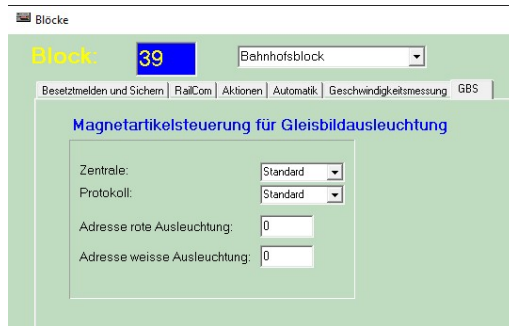 Blöcke
Block: 39 Bahnhofsblock
Besetztmelden und Sichern RailCom Aktionen Automatik Geschwindigkeitsmessung GBS
Magnetartikelsteuerung für Gleisbildausleuchtung
Zentrale: Standard
Protokoll: Standard
Adresse rote Ausleuchtung: 0
Adresse weisse Ausleuchtung: 0